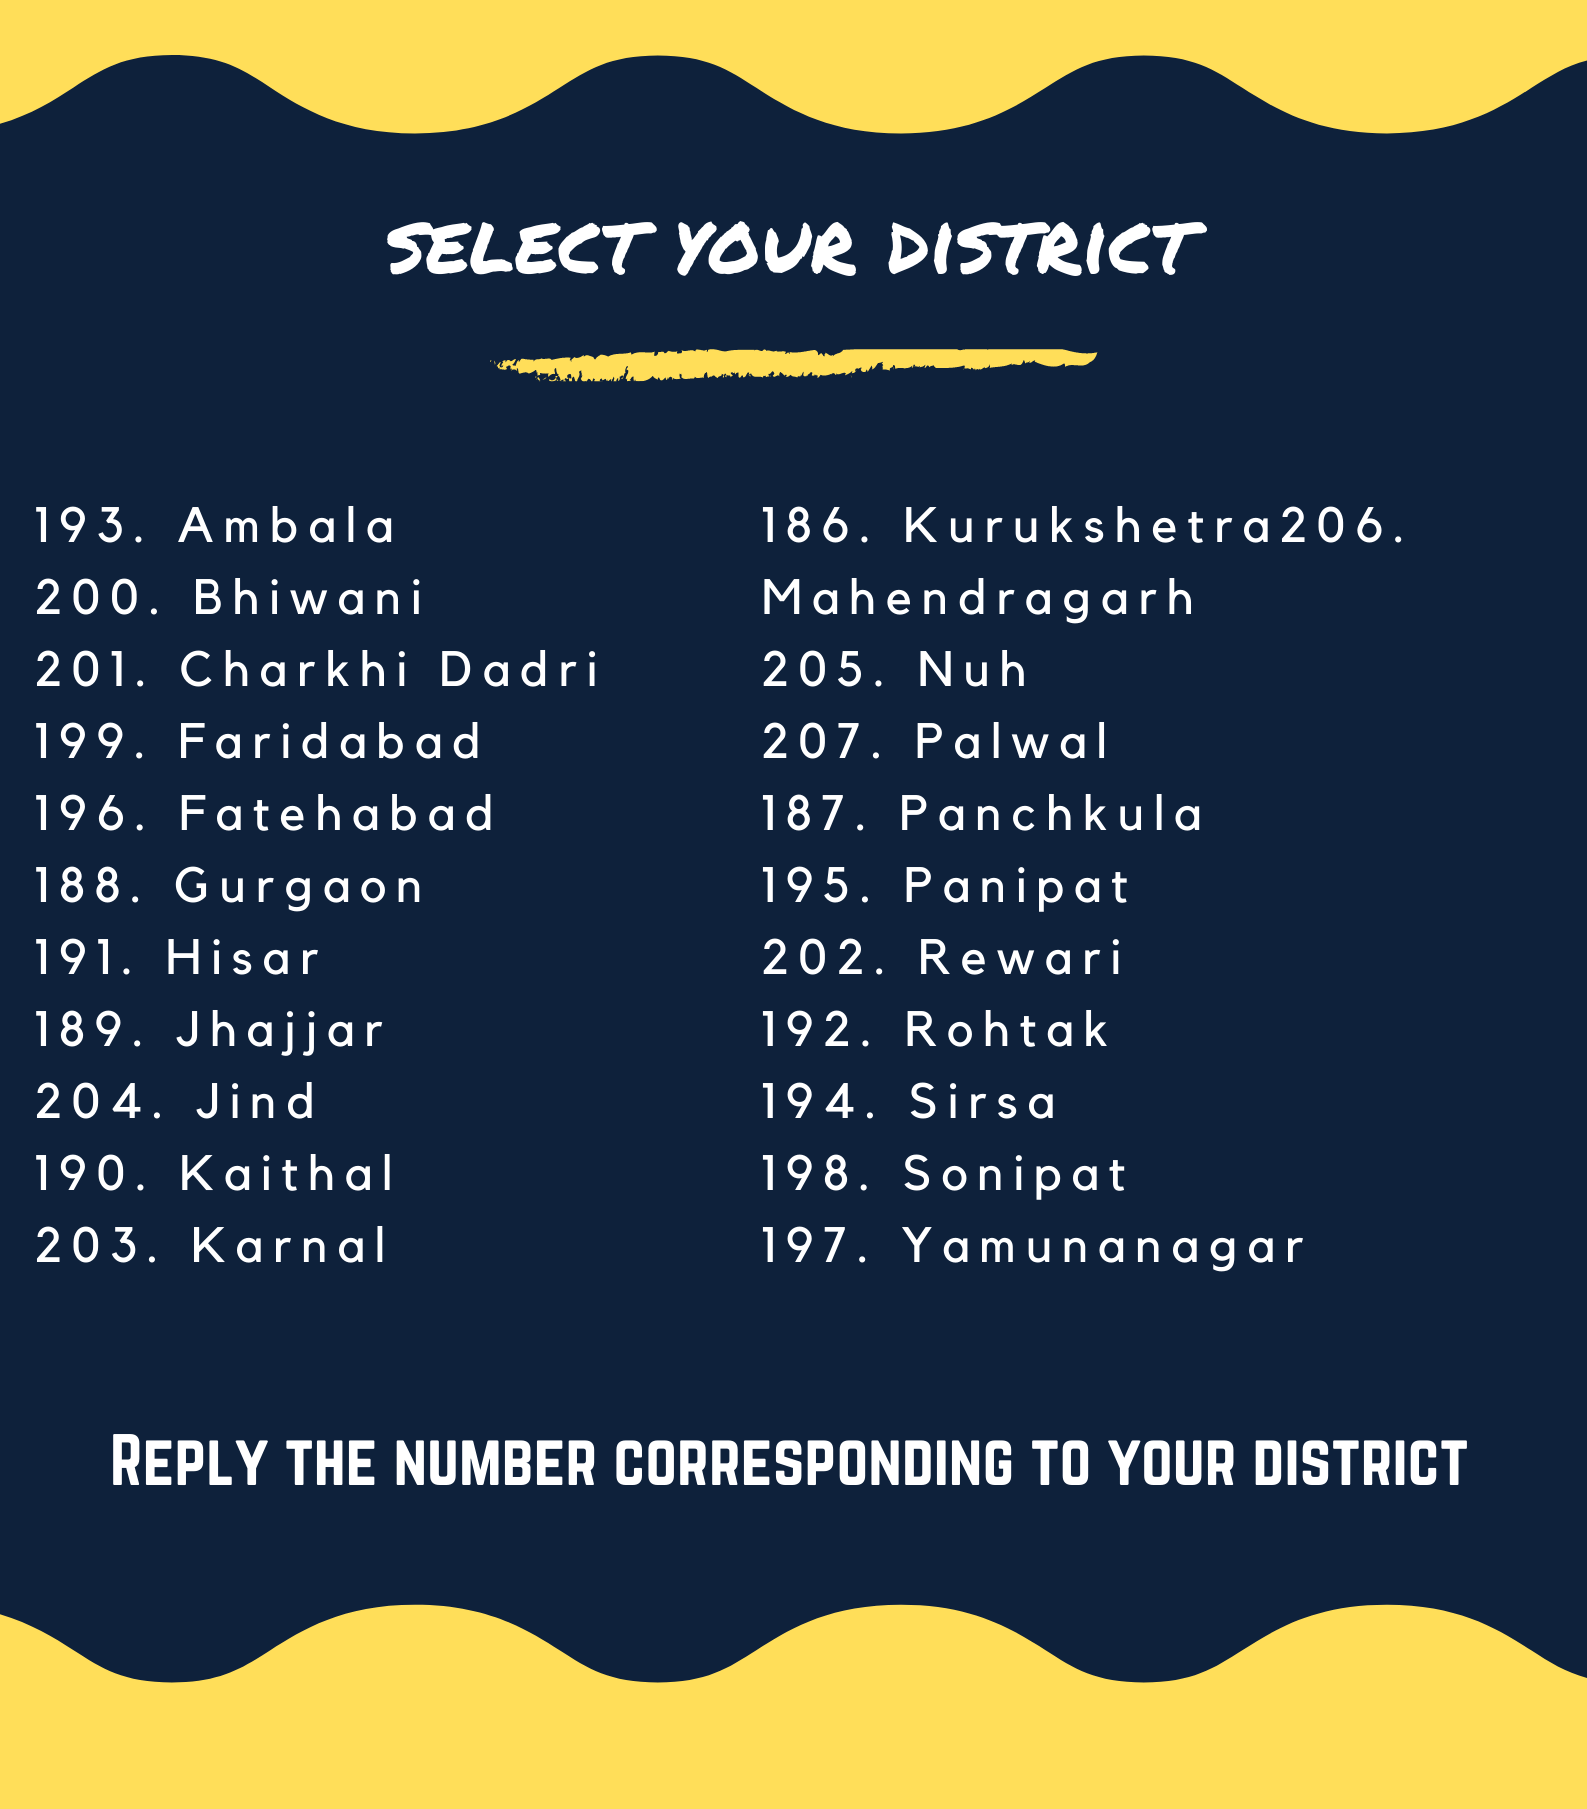 SELECT YOUR DISTRICT
193. Ambala
200. Bhiwani
201. Charkhi Dadri
199. Faridabad
196. Fatehabad
188. Gurgaon
191. Hisar
189. Jhajjar
204. Jind
190. Kaithal
203. Karnal
186. Kurukshetra206.
Mahendragarh
205. Nuh
207. Palwal
187. Panchkula
195. Panipat
202. Rewari
192. Rohtak
194. Sirsa
198. Sonipat
197. Yamunanagar
REPLY THE NUMBER CORRESPONDING TO YOUR DISTRICT